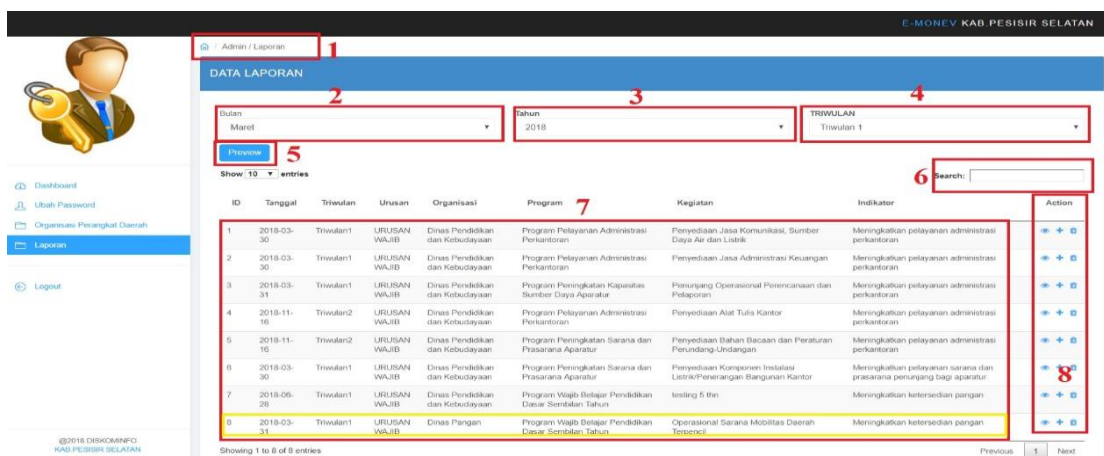 E-MONEV KAB.PESISIR SELATAN
Admin / Laporan
1
DATA LAPORAN
2
3
4
Bulan
Tahun
TRIWULAN
Maret
2018
Triwulan 1
Preview
5
Show 10 entries
6
Search:
Dashboard
Ubah Password
Organisasi Perangkat Daerah
Laporan
Logout
@2018 DISKOMINFO
KAB.PESISIR SELATAN
ID Tanggal Triwulan Urusan Organisasi Program 7 Kegiatan Indikator Action
1 2018-03-30 Triwulan1 URUSAN WAJIB Dinas Pendidikan dan Kebudayaan Program Pelayanan Administrasi Perkantoran Penyediaan Jasa Komunikasi, Sumber Daya Air dan Listrik Meningkatkan pelayanan administrasi perkantoran
2 2018-03-30 Triwulan1 URUSAN WAJIB Dinas Pendidikan dan Kebudayaan Program Pelayanan Administrasi Perkantoran Penyediaan Jasa Administrasi Keuangan Meningkatkan pelayanan administrasi perkantoran
3 2018-03-31 Triwulan1 URUSAN WAJIB Dinas Pendidikan dan Kebudayaan Program Peningkatan Kapasitas Sumber Daya Aparatur Penunjang Operasional Perencanaan dan Pelaporan Meningkatkan pelayanan administrasi perkantoran
4 2018-11-16 Triwulan2 URUSAN WAJIB Dinas Pendidikan dan Kebudayaan Program Pelayanan Administrasi Perkantoran Penyediaan Alat Tulis Kantor Meningkatkan pelayanan administrasi perkantoran
5 2018-11-16 Triwulan2 URUSAN WAJIB Dinas Pendidikan dan Kebudayaan Program Peningkatan Sarana dan Prasarana Aparatur Penyediaan Bahan Bacaan dan Peraturan Perundang-Undangan Meningkatkan pelayanan administrasi perkantoran
6 2018-03-30 Triwulan1 URUSAN WAJIB Dinas Pendidikan dan Kebudayaan Program Peningkatan Sarana dan Prasarana Aparatur Penyediaan Komponen Instalasi Listrik/Penerangan Bangunan Kantor Meningkatkan pelayanan sarana dan prasarana penunjang bagi aparatur
8
7 2018-06-28 Triwulan1 URUSAN WAJIB Dinas Pendidikan dan Kebudayaan Program Wajib Belajar Pendidikan Dasar Sembilan Tahun testing 5 thn Meningkatkan ketersedian pangan
8 2018-03-31 Triwulan1 URUSAN WAJIB Dinas Pangan Program Wajib Belajar Pendidikan Dasar Sembilan Tahun Operasional Sarana Mobilitas Daerah Terpencil Meningkatkan ketersedian pangan
Showing 1 to 8 of 8 entries
Previous 1 Next